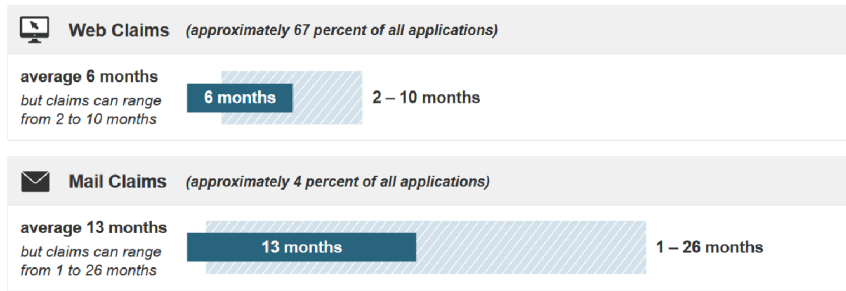 Web Claims (approximately 67 percent of all applications)
average 6 months
but claims can range
from 2 to 10 months
6 months
2 – 10 months
Mail Claims (approximately 4 percent of all applications)
average 13 months
but claims can range
from 1 to 26 months
13 months
1 – 26 months